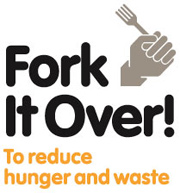 Fork
It Over!
To reduce
hunger and waste